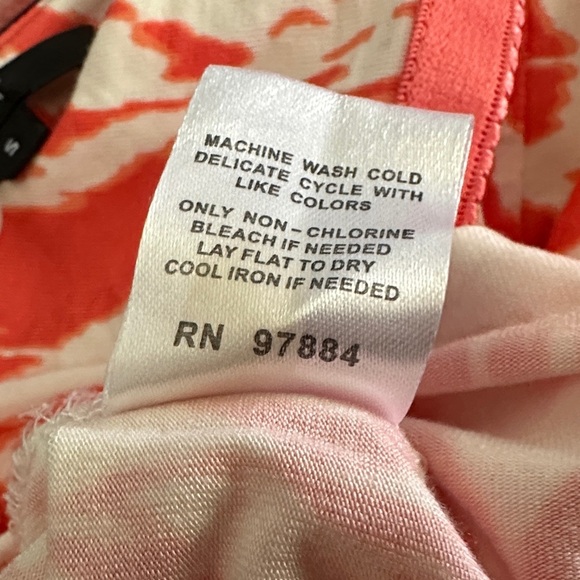 MACHINE WASH COLD
DELICATE CYCLE WITH
LIKE COLORS
ONLY NON-CHLORINE
BLEACH IF NEEDED
LAY FLAT TO DRY
COOL IRON IF NEEDED
RN 97884
S